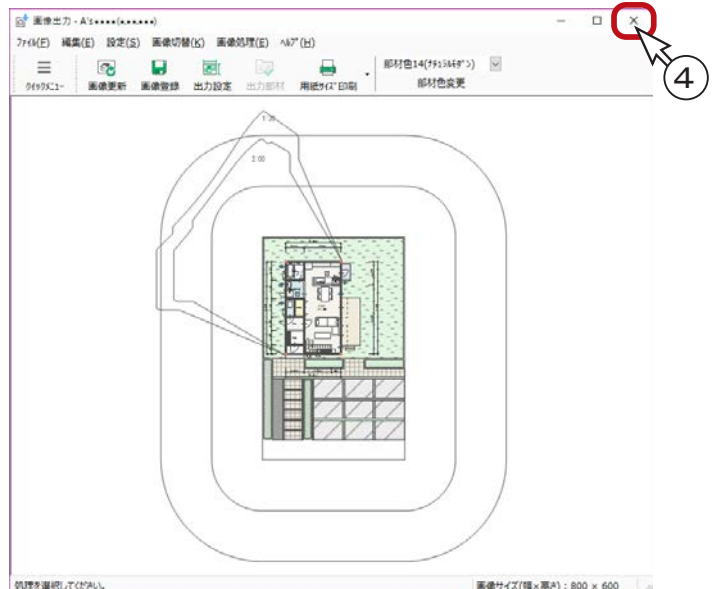 画像出力 - A's★★★★(★.★★★★★)
ﾌｧｲﾙ(F) 編集(E) 設定(S) 画像切替(K) 画像処理(E) ﾍﾙﾌﾟ(H)
ｸｲｯｸﾒﾆｭｰ 画像更新 画像登録 出力設定 出力部材 用紙ｻｲｽﾞ印刷
部材色14(ﾅﾁｭﾗﾙﾓﾀﾞﾝ)
部材色変更
④
2:00
処理を選択してください。 画像サイズ(幅×高さ) : 800 × 600